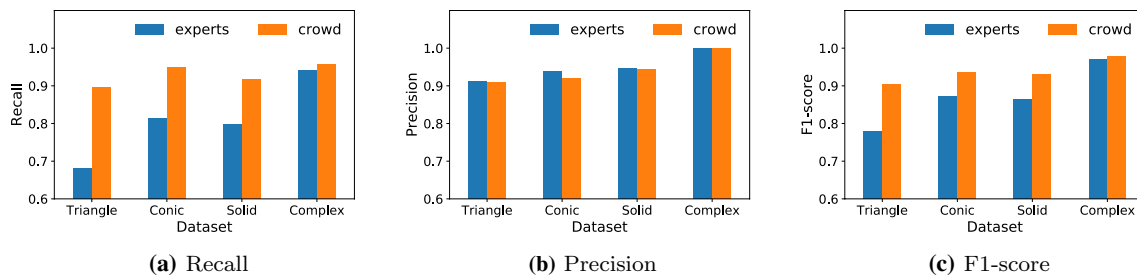 experts crowd
1.0
0.9
0.8
0.7
0.6
Recall
Triangle Conic Solid Complex
Dataset
(a) Recall
experts crowd
1.0
0.9
0.8
0.7
0.6
Precision
Triangle Conic Solid Complex
Dataset
(b) Precision
experts crowd
1.0
0.9
0.8
0.7
0.6
F1-score
Triangle Conic Solid Complex
Dataset
(c) F1-score